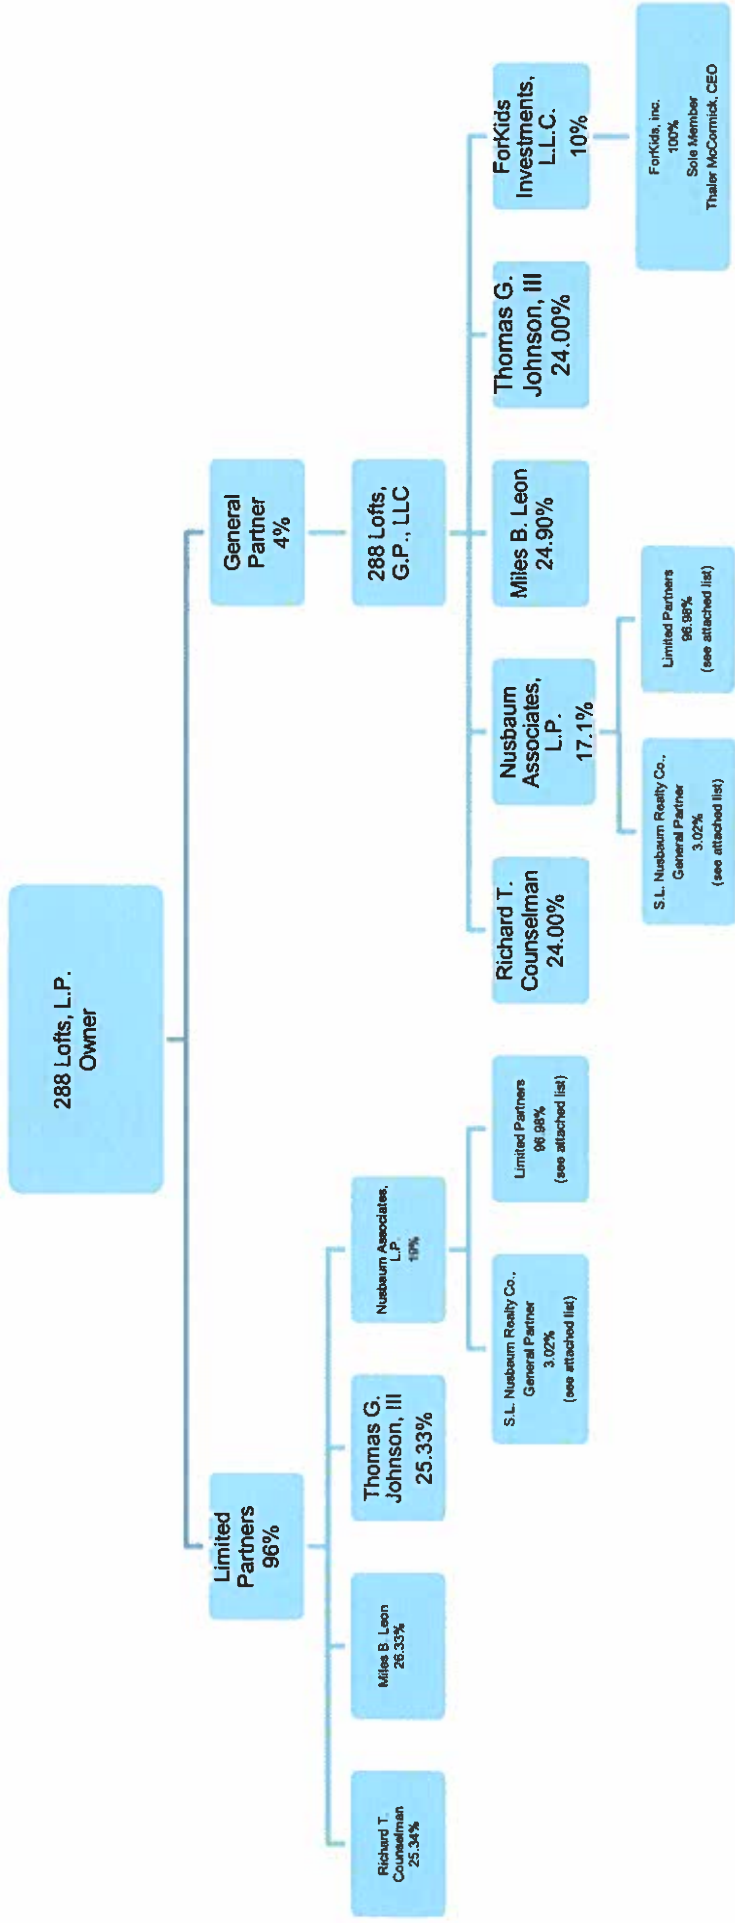 288 Lofts, L.P.
Owner
Limited
Partners
96%
General
Partner
4%
Richard T.
Counselman
25.34%
Miles B. Leon
26.33%
Thomas G.
Johnson, III
25.33%
Nusbaum Associates,
L.P.
19%
288 Lofts,
G.P., LLC
S.L. Nusbaum Realty Co.,
General Partner
3.02%
(see attached list)
Limited Partners
96.98%
(see attached list)
Richard T.
Counselman
24.00%
Nusbaum
Associates,
L.P.
17.1%
Miles B. Leon
24.90%
Thomas G.
Johnson, III
24.00%
ForKids
Investments,
L.L.C.
10%
S.L. Nusbaum Realty Co.,
General Partner
3.02%
(see attached list)
Limited Partners
96.98%
(see attached list)
ForKids, inc.
100%
Sole Member
Thaler McCormick, CEO